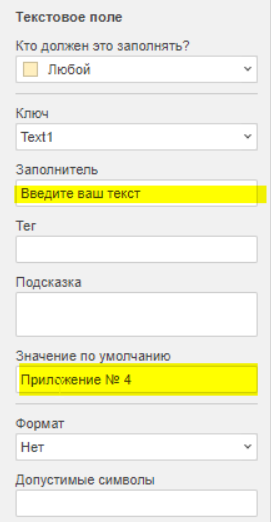 Текстовое поле
Кто должен это заполнять?
Любой
Ключ
Text1
Заполнитель
Введите ваш текст
Тег
Подсказка
Значение по умолчанию
Приложение № 4
Формат
Нет
Допустимые символы